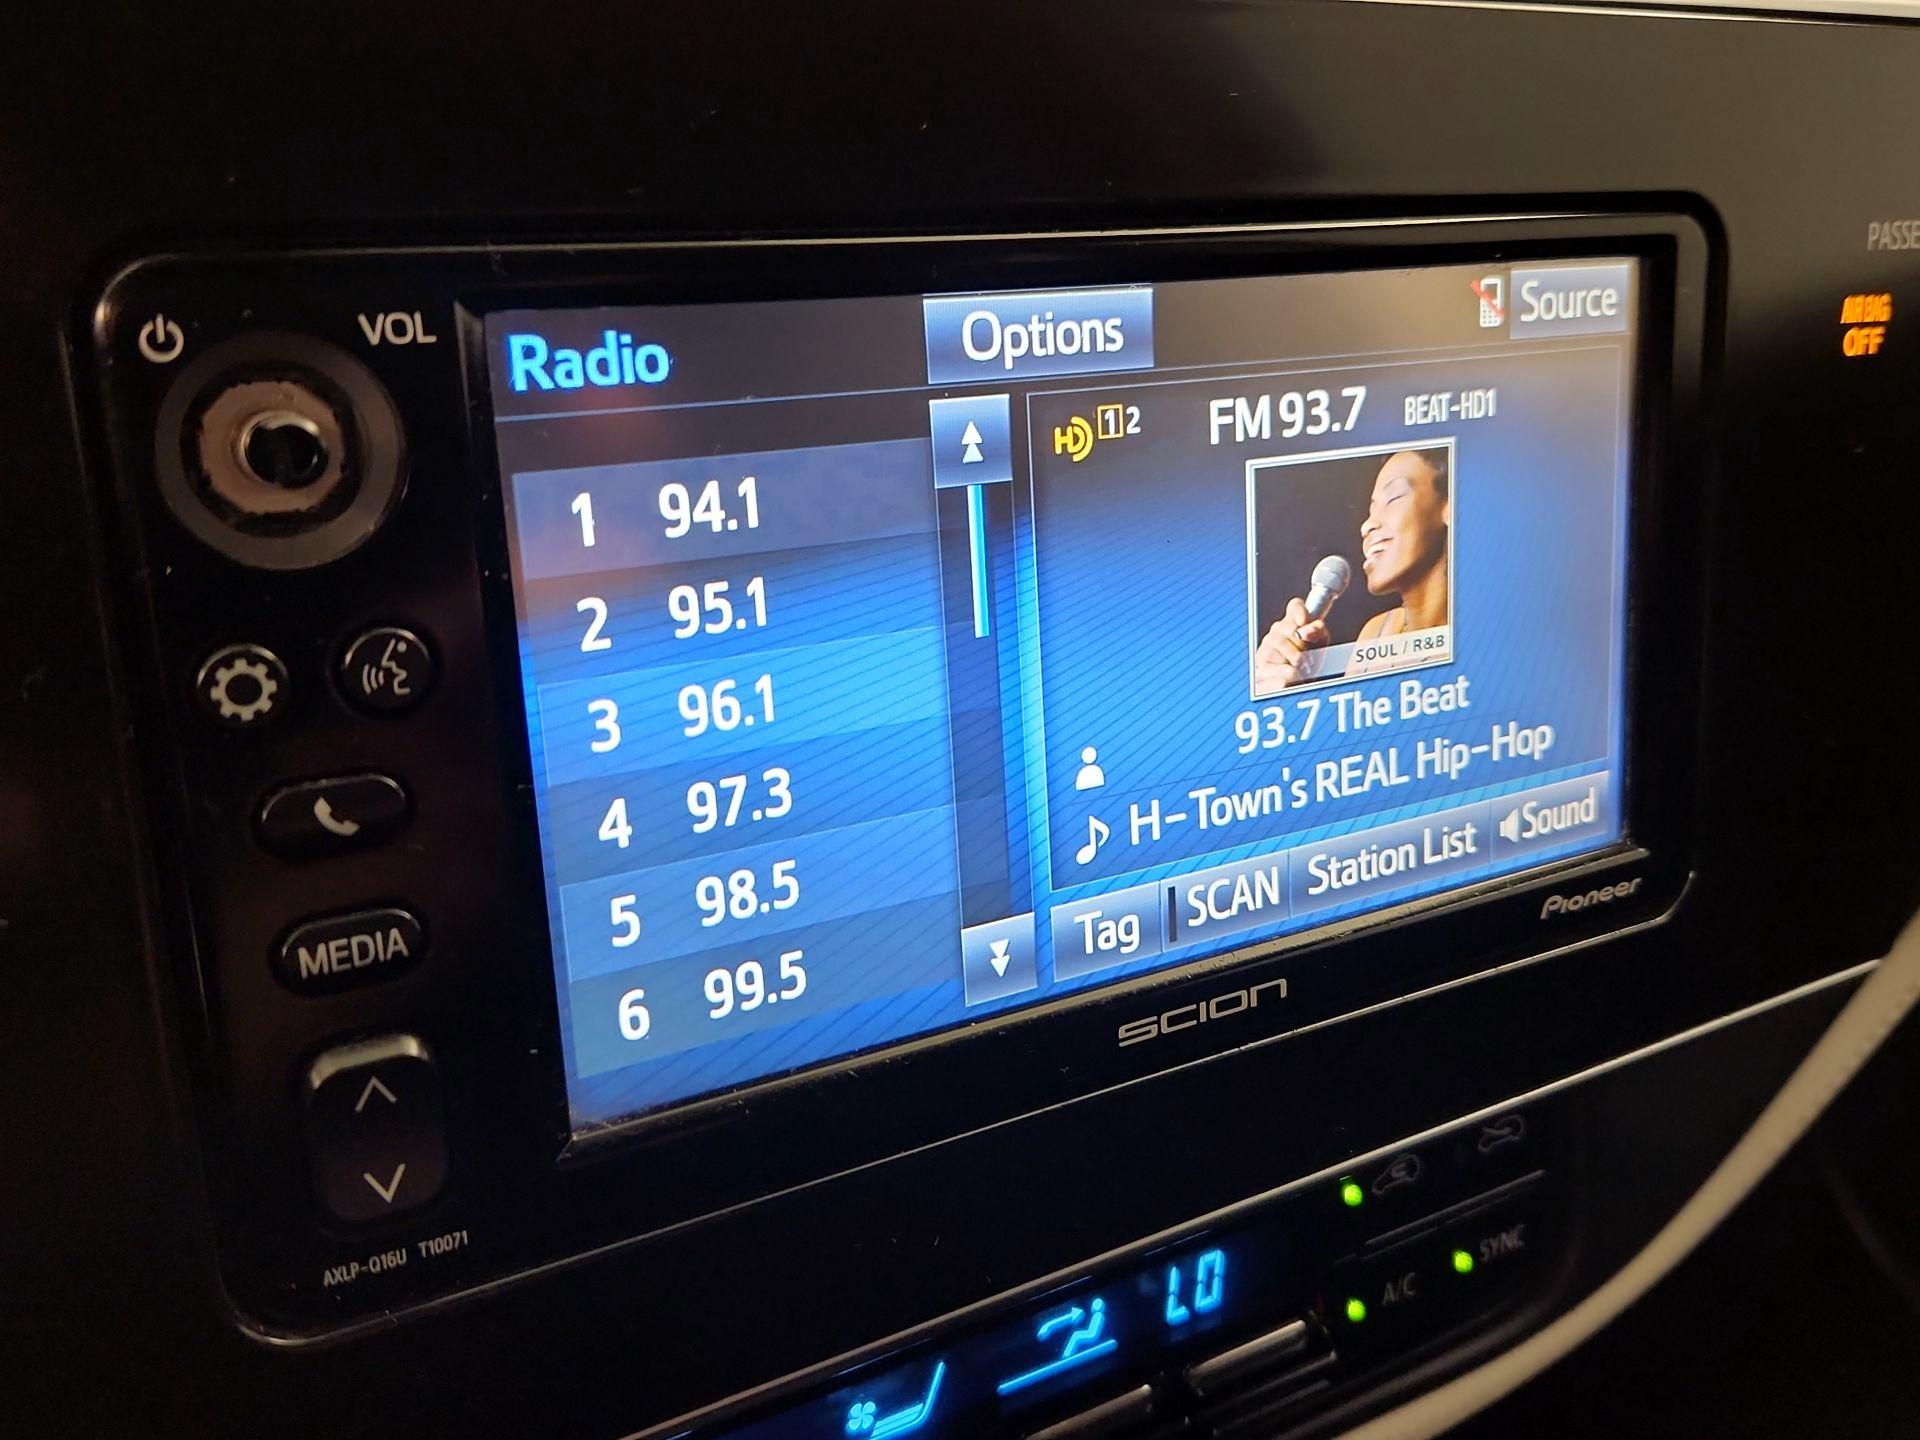 PASSE
AIR BAG
OFF
VOL
Radio
Options
Source
HD 1 2
FM 93.7
BEAT-HD1
1 94.1
2 95.1
3 96.1
4 97.3
5 98.5
6 99.5
SOUL / R&B
93.7 The Beat
H-Town's REAL Hip-Hop
Tag
SCAN
Station List
Sound
MEDIA
Pioneer
SCION
AXLP-Q16U T10071
LO
A/C
SYNC